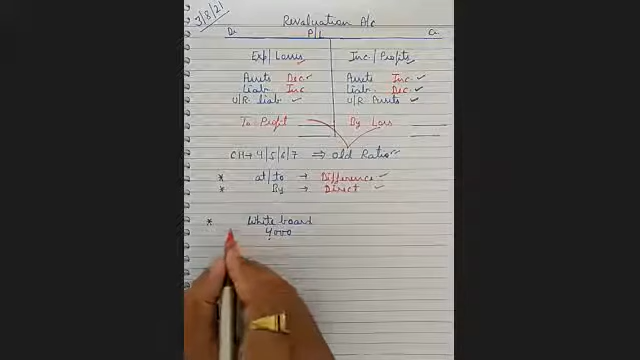 3/8/21
Revaluation A/c
Dr P/L Cr
Exp/Losses Inc./Profits
Assets Dec. Assets Inc.
Liab. Inc Liab. Dec.
U/R liab U/R Assets
To Profit By Loss
CH→ 4/5/6/7 ⇒ old Ratio
* at/to → Difference
* By → Direct
* White board
4000